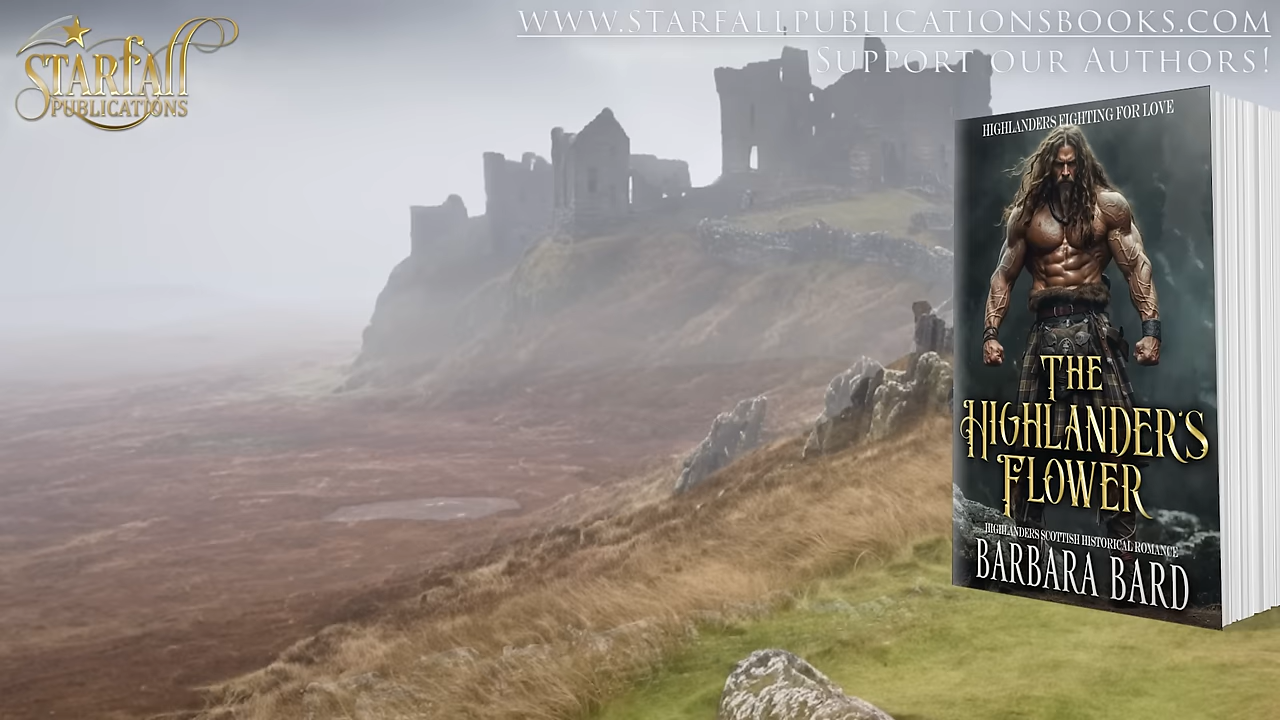 STARfall
PUBLICATIONS
WWW.STARFALLPUBLICATIONSBOOKS.COM
SUPPORT OUR AUTHORS!
HIGHLANDERS FIGHTING FOR LOVE
THE
HIGHLANDER'S
FLOWER
HIGHLANDERS SCOTTISH HISTORICAL ROMANCE
BARBARA BARD